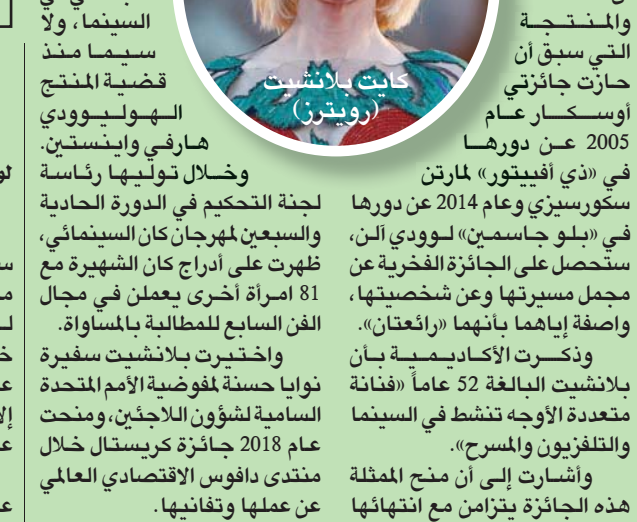 والمنتجة
التي سبق أن
حازت جائزتي
أوسكار عام
2005 عن دورها
في «ذي أفييتور» لمارتن
سكورسيزي وعام 2014 عن دورها
في «بلو جاسمين» لوودي آلن،
ستحصل على الجائزة الفخرية عن
مجمل مسيرتها وعن شخصيتها،
واصفة إياهما بأنهما «رائعتان».
وذكرت الأكاديمية بأن
بلانشيت البالغة 52 عاماً «فنانة
متعددة الأوجه تنشط في السينما
والتلفزيون والمسرح».
وأشارت إلى أن منح الممثلة
هذه الجائزة يتزامن مع انتهائها
كايت بلانشيت
(رويترز)
السينما، ولا
سيما منذ
قضية المنتج
الهوليوودي
هارفي واينستين.
وخلال توليها رئاسة
لجنة التحكيم في الدورة الحادية
والسبعين لمهرجان كان السينمائي،
ظهرت على أدراج كان الشهيرة مع
81 امرأة أخرى يعملن في مجال
الفن السابع للمطالبة بالمساواة.
واختيرت بلانشيت سفيرة
نوايا حسنة لمفوضية الأمم المتحدة
السامية لشؤون اللاجئين، ومنحت
عام 2018 جائزة كريستال خلال
منتدى دافوس الاقتصادي العالمي
عن عملها وتفانيها.